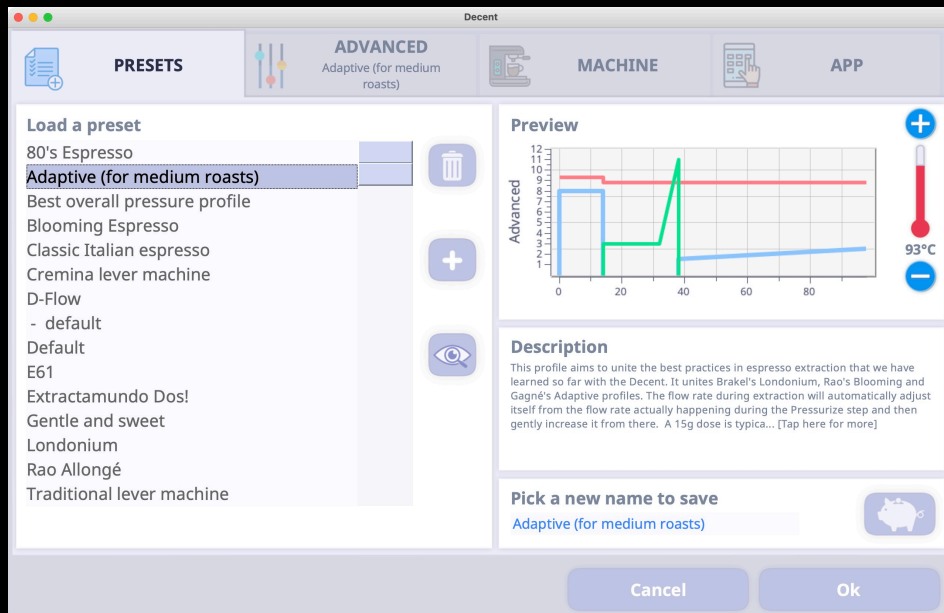 Decent
PRESETS
ADVANCED
Adaptive (for medium
roasts)
MACHINE
APP
Load a preset
80's Espresso
Adaptive (for medium roasts)
Best overall pressure profile
Blooming Espresso
Classic Italian espresso
Cremina lever machine
D-Flow
- default
Default
E61
Extractamundo Dos!
Gentle and sweet
Londonium
Rao Allongé
Traditional lever machine
Preview
Advanced
12
11
10
9
8
7
6
5
4
3
2
1
0
20
40
60
80
93°C
Description
This profile aims to unite the best practices in espresso extraction that we have
learned so far with the Decent. It unites Brakel's Londonium, Rao's Blooming and
Gagné's Adaptive profiles. The flow rate during extraction will automatically adjust
itself from the flow rate actually happening during the Pressurize step and then
gently increase it from there.  A 15g dose is typica... [Tap here for more]
Pick a new name to save
Adaptive (for medium roasts)
Cancel
Ok